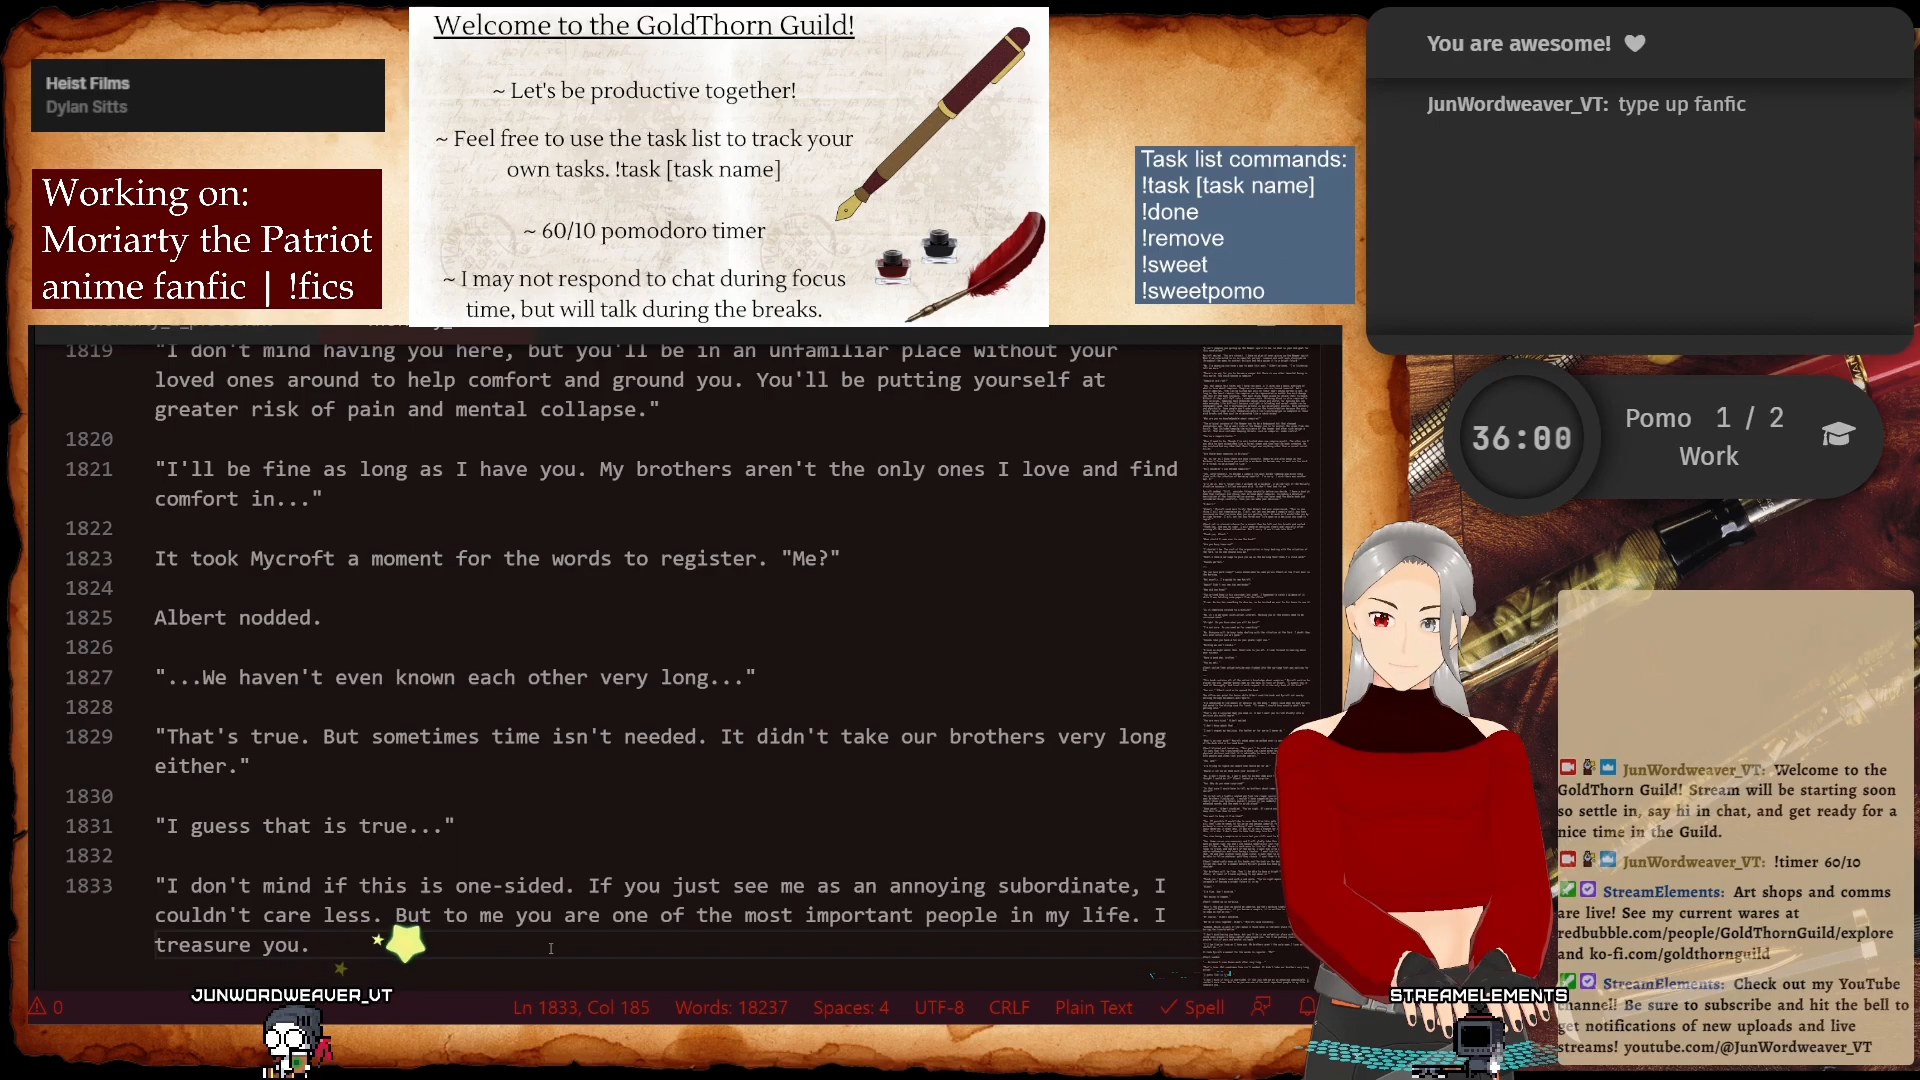 Heist Films
Dylan Sitts
Working on:
Moriarty the Patriot
anime fanfic | !fics
Welcome to the GoldThorn Guild!
~ Let's be productive together!
~ Feel free to use the task list to track your
own tasks. !task [task name]
~ 60/10 pomodoro timer
~ I may not respond to chat during focus
time, but will talk during the breaks.
Task list commands:
!task [task name]
!done
!remove
!sweet
!sweetpomo
You are awesome!
JunWordweaver_VT: type up fanfic
36:00
Pomo 1 / 2
Work
1819 "I don't mind having you here, but you'll be in an unfamiliar place without your
loved ones around to help comfort and ground you. You'll be putting yourself at
greater risk of pain and mental collapse."
1820
1821 "I'll be fine as long as I have you. My brothers aren't the only ones I love and find
comfort in..."
1822
1823 It took Mycroft a moment for the words to register. "Me?"
1824
1825 Albert nodded.
1826
1827 "...We haven't even known each other very long..."
1828
1829 "That's true. But sometimes time isn't needed. It didn't take our brothers very long
either."
1830
1831 "I guess that is true..."
1832
1833 "I don't mind if this is one-sided. If you just see me as an annoying subordinate, I
couldn't care less. But to me you are one of the most important people in my life. I
treasure you.
0
Ln 1833, Col 185 Words: 18237 Spaces: 4 UTF-8 CRLF Plain Text Spell
JUNWORDWEAVER_VT
STREAMELEMENTS
JunWordweaver_VT: Welcome to the
GoldThorn Guild! Stream will be starting soon
so settle in, say hi in chat, and get ready for a
nice time in the Guild.
JunWordweaver_VT: !timer 60/10
StreamElements: Art shops and comms
are live! See my current wares at
redbubble.com/people/GoldThornGuild/explore
and ko-fi.com/goldthornguild
StreamElements: Check out my YouTube
channel! Be sure to subscribe and hit the bell to
get notifications of new uploads and live
streams! youtube.com/@JunWordweaver_VT